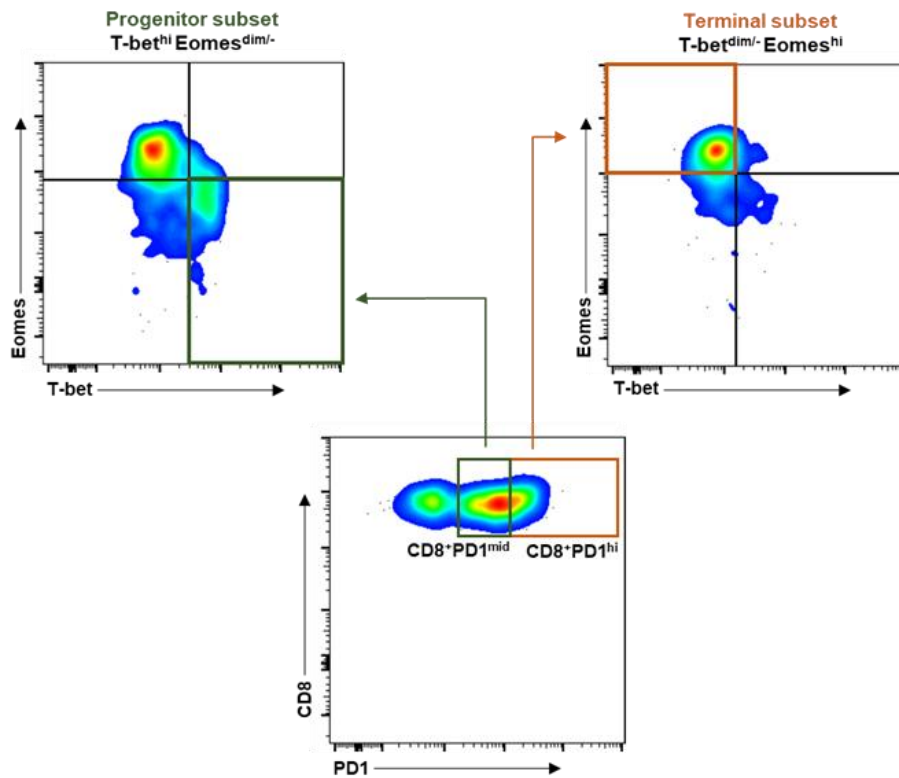 Progenitor subset
T-bethi Eomesdim/-
Eomes
T-bet
Terminal subset
T-betdim/- Eomeshi
Eomes
T-bet
CD8+PD1mid
CD8+PD1hi
CD8
PD1